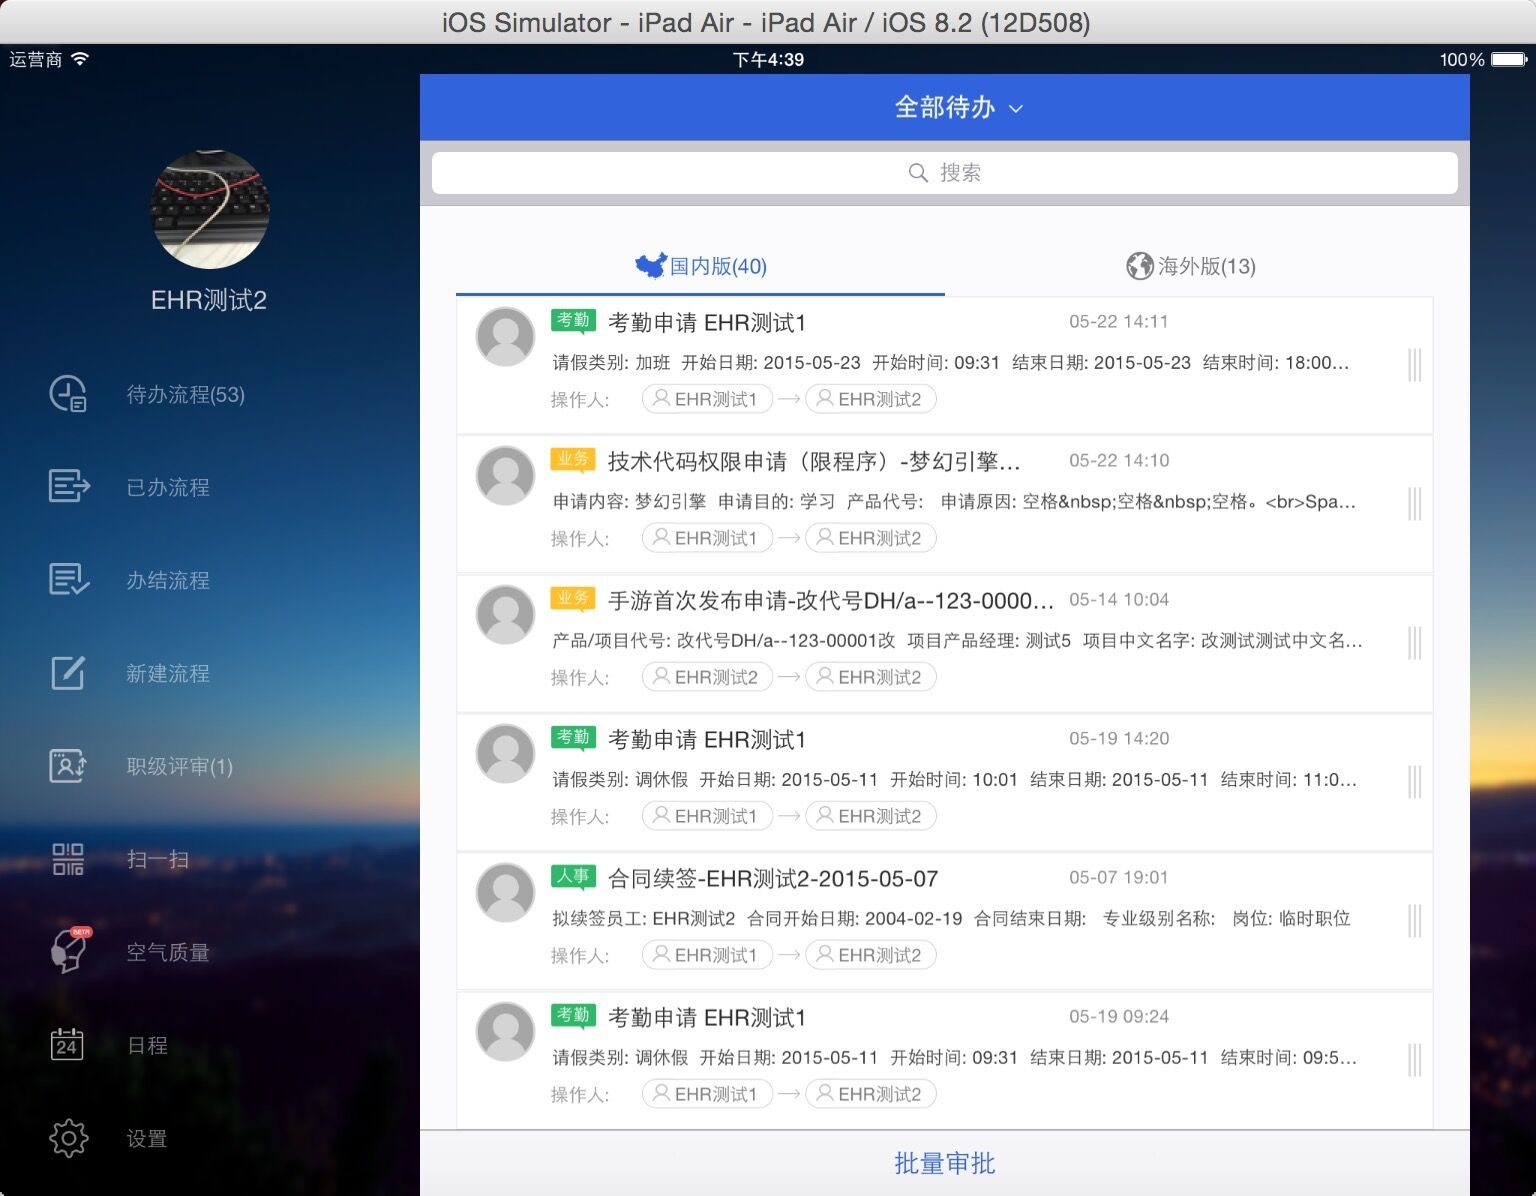 iOS Simulator - iPad Air - iPad Air / iOS 8.2 (12D508)
运营商 下午4:39 100%
EHR测试2
待办流程(53)
已办流程
办结流程
新建流程
职级评审(1)
扫一扫
BETA
空气质量
24 日程
设置
全部待办
搜索
国内版(40) 海外版(13)
考勤 考勤申请 EHR测试1 05-22 14:11
请假类别: 加班 开始日期: 2015-05-23 开始时间: 09:31 结束日期: 2015-05-23 结束时间: 18:00...
操作人: EHR测试1 → EHR测试2
业务 技术代码权限申请（限程序）-梦幻引擎... 05-22 14:10
申请内容: 梦幻引擎 申请目的: 学习 产品代号: 申请原因: 空格&nbsp;空格&nbsp;空格。<br>Spa...
操作人: EHR测试1 → EHR测试2
业务 手游首次发布申请-改代号DH/a--123-0000... 05-14 10:04
产品/项目代号: 改代号DH/a--123-00001改 项目产品经理: 测试5 项目中文名字: 改测试测试中文名...
操作人: EHR测试2 → EHR测试2
考勤 考勤申请 EHR测试1 05-19 14:20
请假类别: 调休假 开始日期: 2015-05-11 开始时间: 10:01 结束日期: 2015-05-11 结束时间: 11:0...
操作人: EHR测试1 → EHR测试2
人事 合同续签-EHR测试2-2015-05-07 05-07 19:01
拟续签员工: EHR测试2 合同开始日期: 2004-02-19 合同结束日期: 专业级别名称: 岗位: 临时职位
操作人: EHR测试1 → EHR测试2
考勤 考勤申请 EHR测试1 05-19 09:24
请假类别: 调休假 开始日期: 2015-05-11 开始时间: 09:31 结束日期: 2015-05-11 结束时间: 09:5...
操作人: EHR测试1 → EHR测试2
批量审批